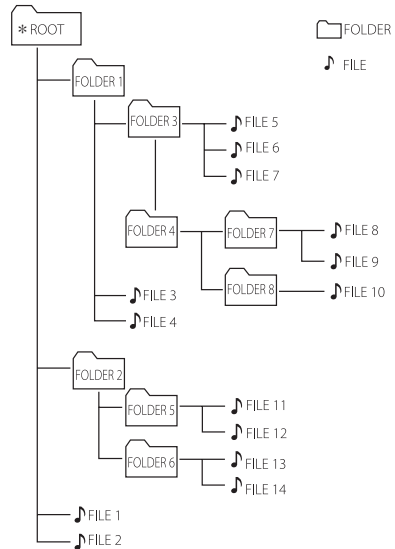 * ROOT
FOLDER
FILE
FOLDER 1
FOLDER 3
FILE 5
FILE 6
FILE 7
FOLDER 4
FOLDER 7
FILE 8
FILE 9
FOLDER 8
FILE 10
FILE 3
FILE 4
FOLDER 2
FOLDER 5
FILE 11
FILE 12
FOLDER 6
FILE 13
FILE 14
FILE 1
FILE 2